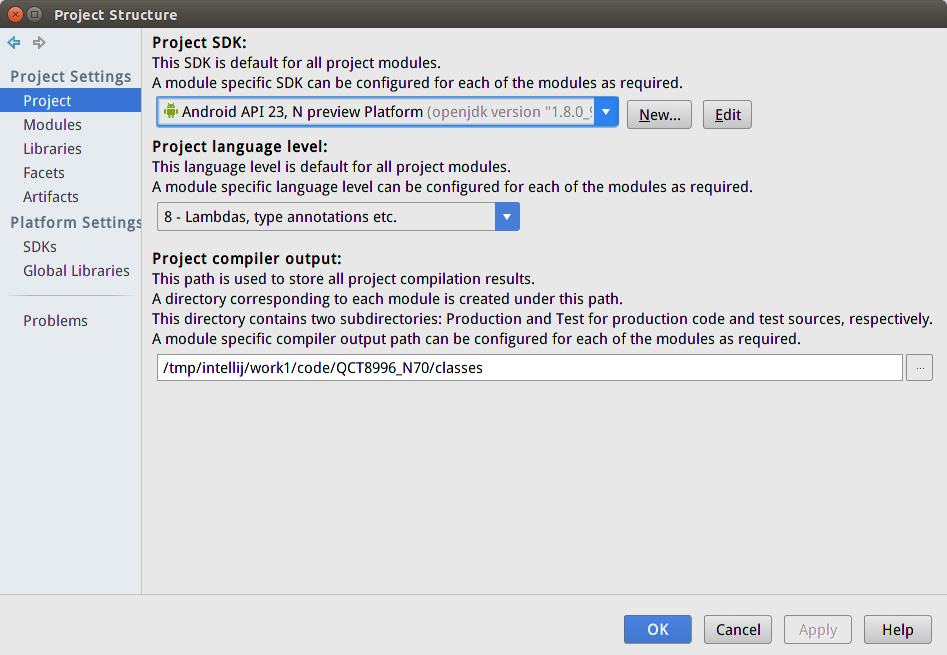 Project Structure
Project Settings
Project
Modules
Libraries
Facets
Artifacts
Platform Settings
SDKs
Global Libraries
Problems
Project SDK:
This SDK is default for all project modules.
A module specific SDK can be configured for each of the modules as required.
Android API 23, N preview Platform (openjdk version "1.8.0_
New...
Edit
Project language level:
This language level is default for all project modules.
A module specific language level can be configured for each of the modules as required.
8 - Lambdas, type annotations etc.
Project compiler output:
This path is used to store all project compilation results.
A directory corresponding to each module is created under this path.
This directory contains two subdirectories: Production and Test for production code and test sources, respectively.
A module specific compiler output path can be configured for each of the modules as required.
/tmp/intellij/work1/code/QCT8996_N70/classes
...
OK
Cancel
Apply
Help